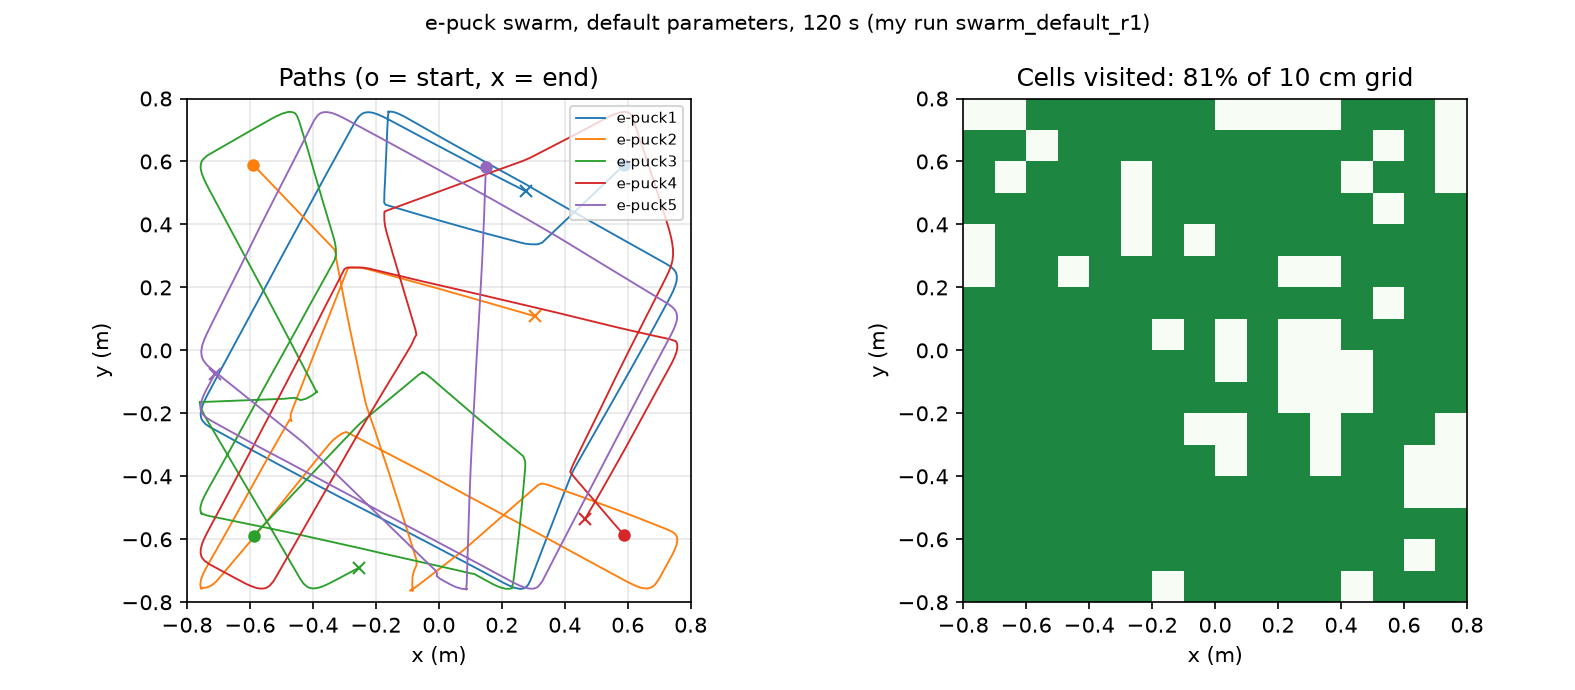 e-puck swarm, default parameters, 120 s (my run swarm_default_r1)
Paths (o = start, x = end)
0.8
0.6
0.4
0.2
0.0
−0.2
−0.4
−0.6
−0.8
y (m)
e-puck1
e-puck2
e-puck3
e-puck4
e-puck5
−0.8 −0.6 −0.4 −0.2 0.0 0.2 0.4 0.6 0.8
x (m)
Cells visited: 81% of 10 cm grid
0.8
0.6
0.4
0.2
0.0
−0.2
−0.4
−0.6
−0.8
y (m)
−0.8 −0.6 −0.4 −0.2 0.0 0.2 0.4 0.6 0.8
x (m)